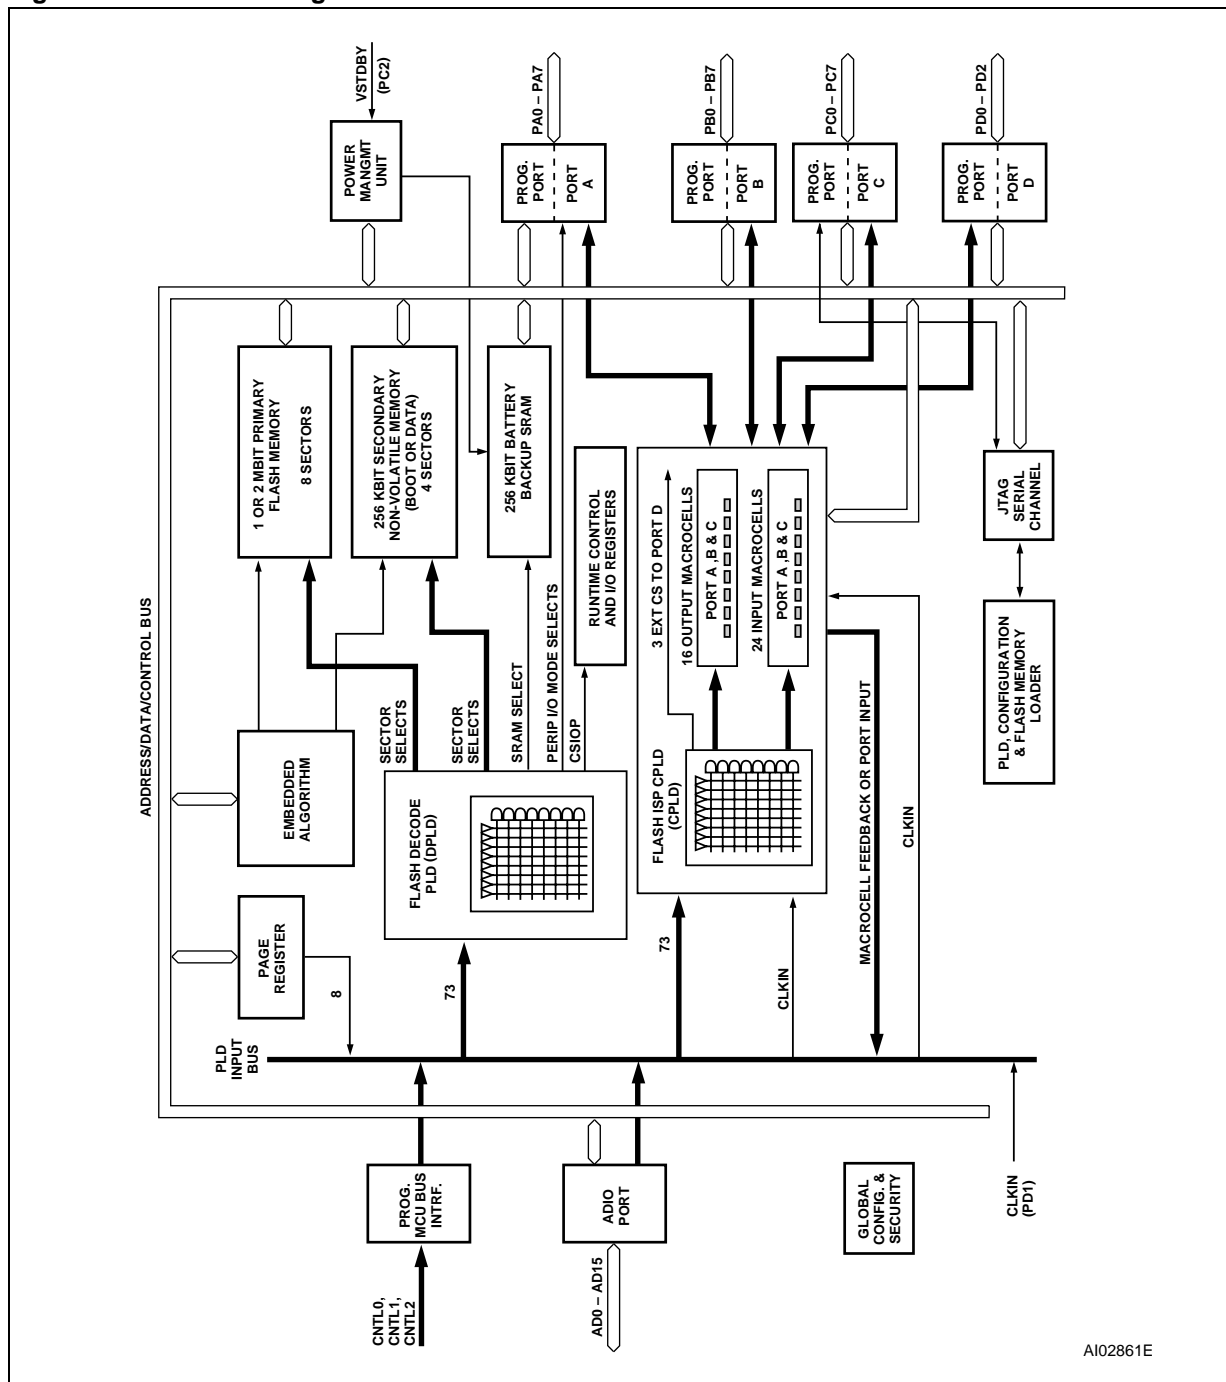 VSTDBY
(PC2)
PA0 – PA7
PB0 – PB7
PC0 – PC7
PD0 – PD2
POWER
MANGMT
UNIT
PROG.
PORT
PORT
A
PROG.
PORT
PORT
B
PROG.
PORT
PORT
C
PROG.
PORT
PORT
D
ADDRESS/DATA/CONTROL BUS
1 OR 2 MBIT PRIMARY
FLASH MEMORY
8 SECTORS
256 KBIT SECONDARY
NON-VOLATILE MEMORY
(BOOT OR DATA)
4 SECTORS
256 KBIT BATTERY
BACKUP SRAM
RUNTIME CONTROL
AND I/O REGISTERS
3 EXT CS TO PORT D
16 OUTPUT MACROCELLS
PORT A ,B & C
24 INPUT MACROCELLS
PORT A ,B & C
JTAG
SERIAL
CHANNEL
PLD, CONFIGURATION
& FLASH MEMORY
LOADER
EMBEDDED
ALGORITHM
SECTOR
SELECTS
SECTOR
SELECTS
SRAM SELECT
PERIP I/O MODE SELECTS
CSIOP
FLASH DECODE
PLD (DPLD)
FLASH ISP CPLD
(CPLD)
MACROCELL FEEDBACK OR PORT INPUT
CLKIN
PAGE
REGISTER
8
73
73
CLKIN
PLD
INPUT
BUS
PROG.
MCU BUS
INTRF.
ADIO
PORT
GLOBAL
CONFIG. &
SECURITY
CLKIN
(PD1)
CNTL0,
CNTL1,
CNTL2
AD0 – AD15
AI02861E